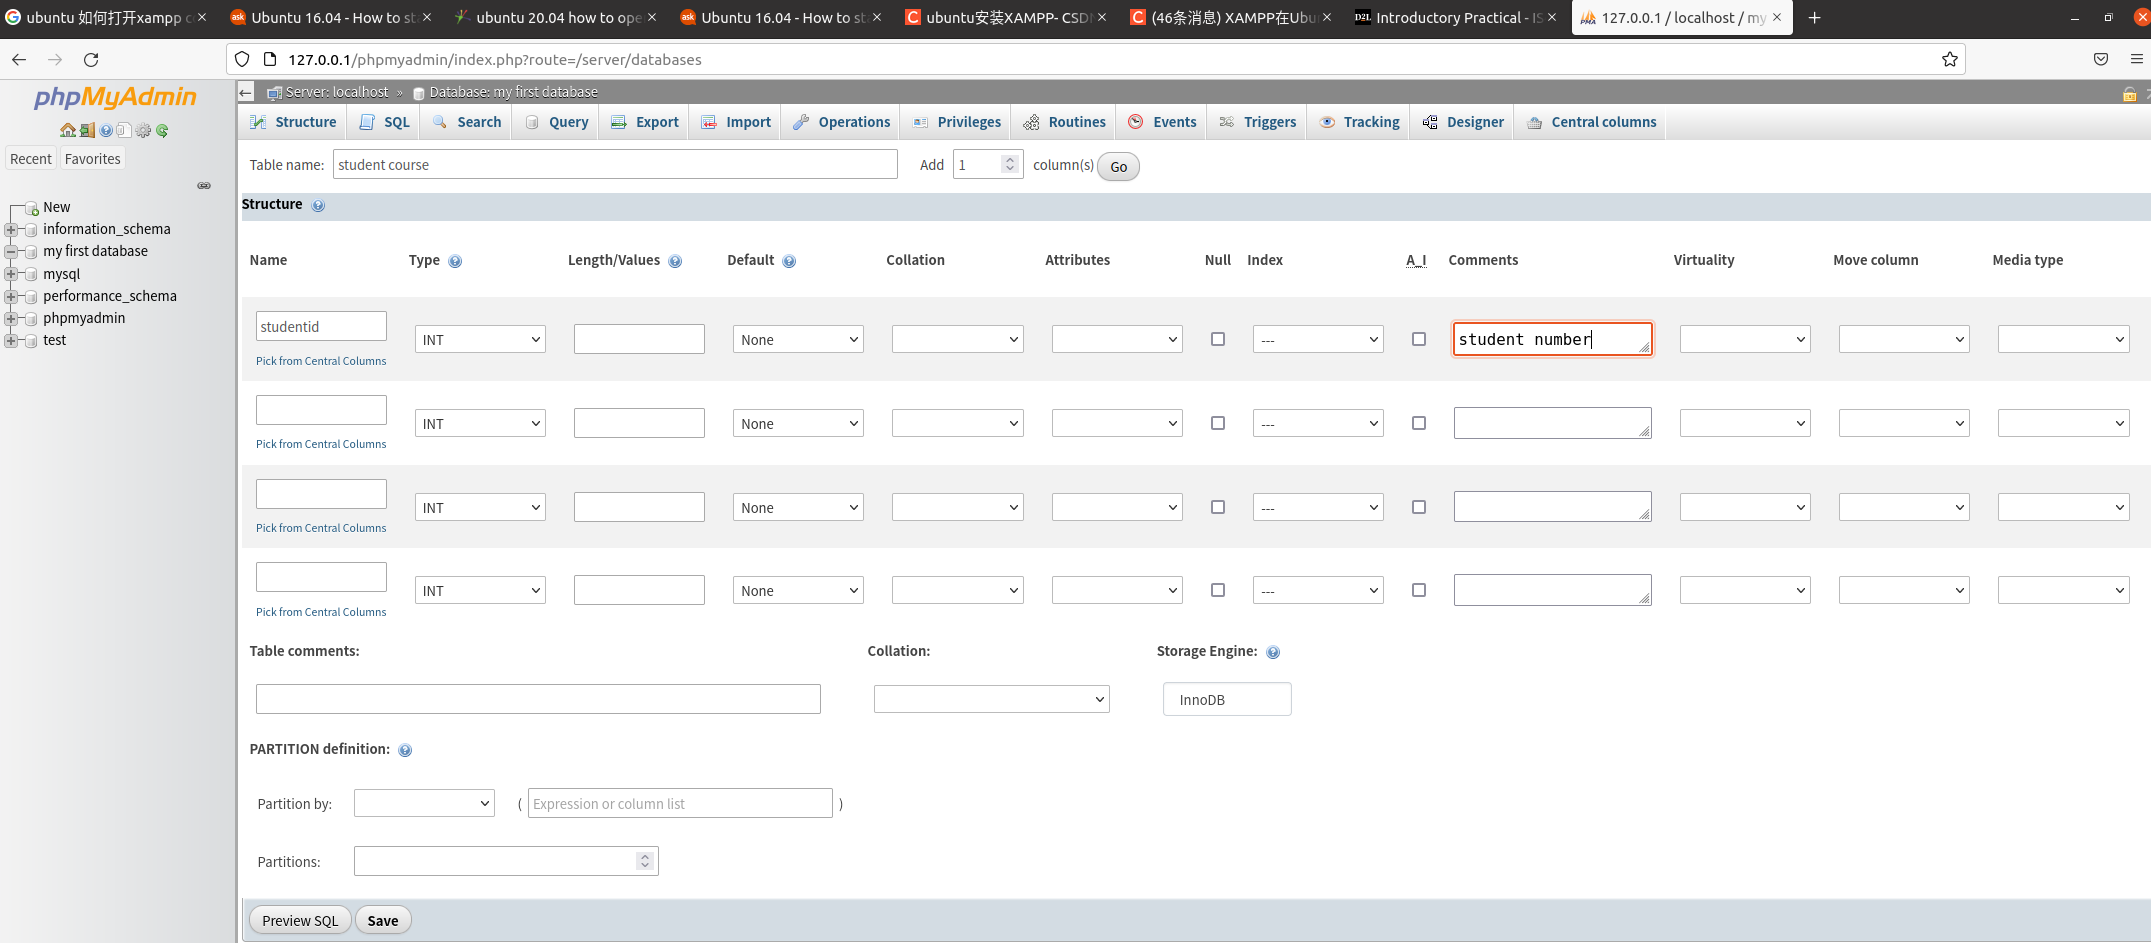 ubuntu 如何打开xampp c
Ubuntu 16.04 - How to st
ubuntu 20.04 how to ope
Ubuntu 16.04 - How to st
ubuntu安装XAMPP- CSD
(46条消息) XAMPP在Ubu
D2L Introductory Practical - IS
127.0.0.1 / localhost / my
127.0.0.1/phpmyadmin/index.php?route=/server/databases
phpMyAdmin
Recent Favorites
New
information_schema
my first database
mysql
performance_schema
phpmyadmin
test
Server: localhost » Database: my first database
Structure SQL Search Query Export Import Operations Privileges Routines Events Triggers Tracking Designer Central columns
Table name: student course Add 1 column(s) Go
Structure
Name Type Length/Values Default Collation Attributes Null Index A_I Comments Virtuality Move column Media type
studentid INT None --- student number
Pick from Central Columns
INT None ---
Pick from Central Columns
INT None ---
Pick from Central Columns
INT None ---
Pick from Central Columns
Table comments: Collation: Storage Engine:
InnoDB
PARTITION definition:
Partition by: ( Expression or column list )
Partitions:
Preview SQL Save